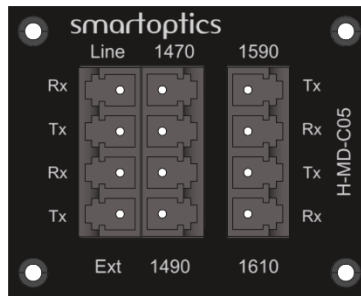 smartoptics
Line 1470 1590
Rx Tx
Tx Rx
Rx Tx
Tx Rx
H-MD-C05
Ext 1490 1610